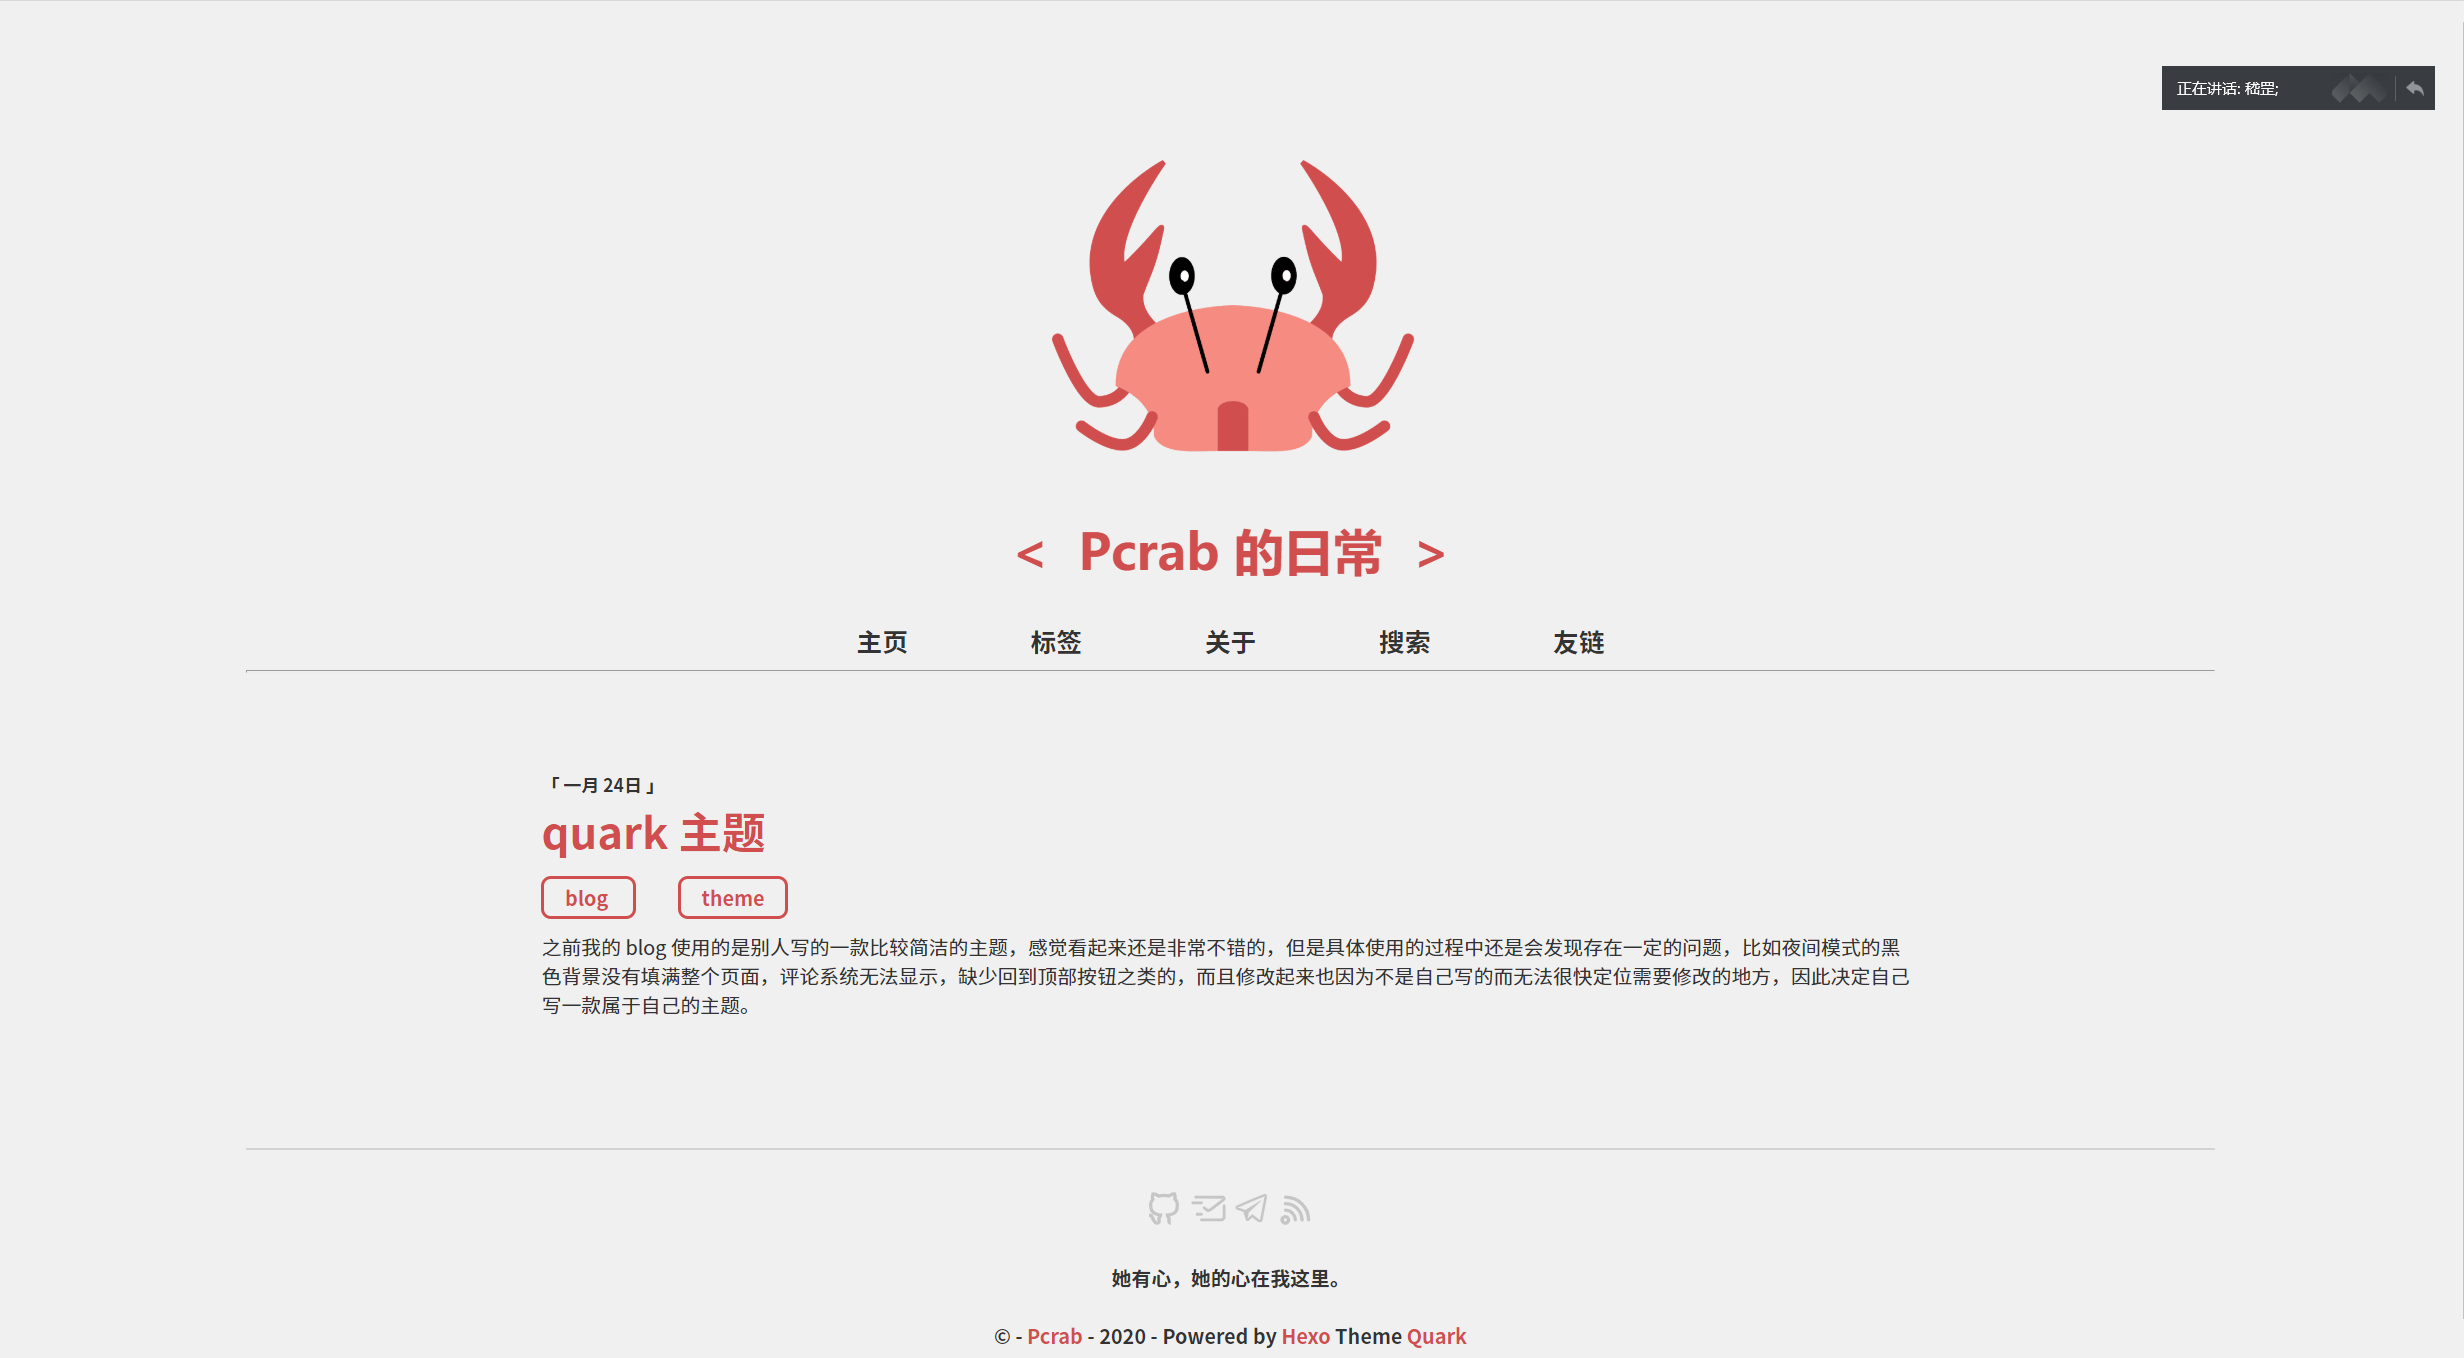 正在讲话: 嵇罡;
< Pcrab 的日常 >
主页 标签 关于 搜索 友链
「 一月 24日 」
quark 主题
blog theme
之前我的 blog 使用的是别人写的一款比较简洁的主题，感觉看起来还是非常不错的，但是具体使用的过程中还是会发现存在一定的问题，比如夜间模式的黑
色背景没有填满整个页面，评论系统无法显示，缺少回到顶部按钮之类的，而且修改起来也因为不是自己写的而无法很快定位需要修改的地方，因此决定自己
写一款属于自己的主题。
她有心，她的心在我这里。
© - Pcrab - 2020 - Powered by Hexo Theme Quark